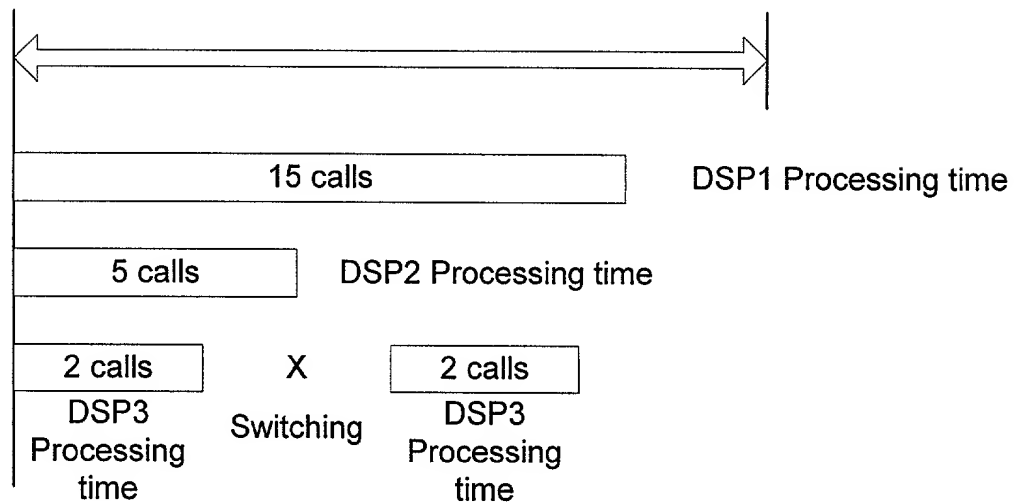 15 calls
DSP1 Processing time
5 calls
DSP2 Processing time
2 calls
X
2 calls
DSP3
Processing
time
Switching
DSP3
Processing
time